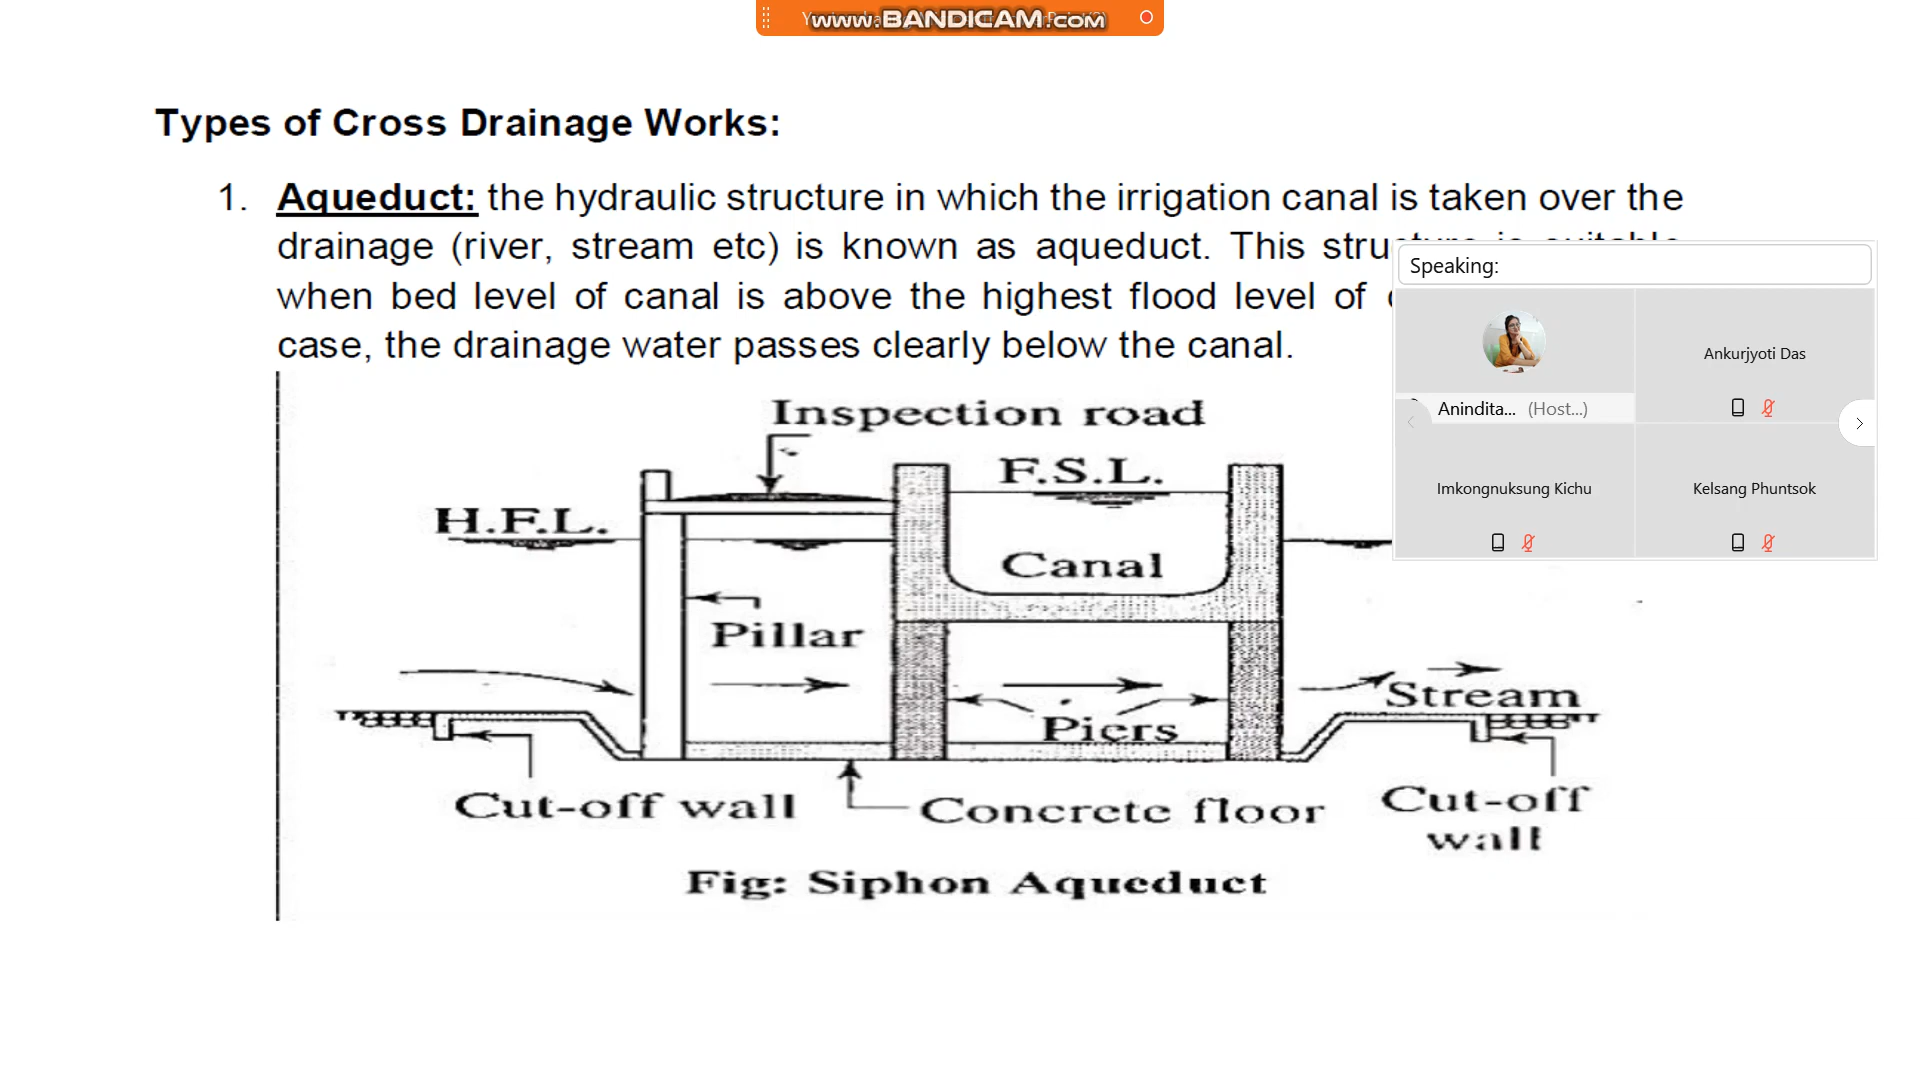 www.BANDICAM.com
Types of Cross Drainage Works:
1. Aqueduct: the hydraulic structure in which the irrigation canal is taken over the
drainage (river, stream etc) is known as aqueduct. This
when bed level of canal is above the highest flood level of
case, the drainage water passes clearly below the canal.
Speaking:
Ankurjyoti Das
Anindita... (Host...)
Imkongnuksung Kichu
Kelsang Phuntsok
Inspection road
F.S.L.
H.F.L.
Canal
Pillar
Stream
Piers
Cut-off wall
Concrete floor
Cut-off
wall
Fig: Siphon Aqueduct